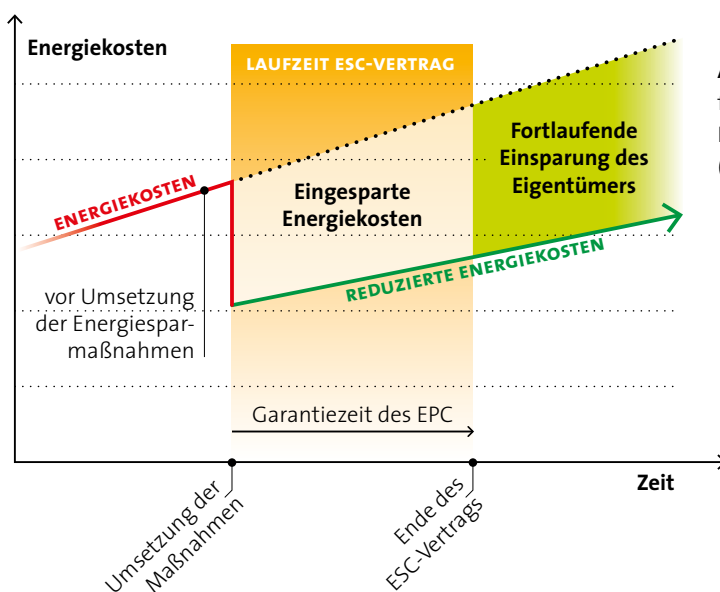 Energiekosten
LAUFZEIT ESC-VERTRAG
Fortlaufende
Einsparung des
Eigentümers
ENERGIEKOSTEN
Eingesparte
Energiekosten
REDUZIERTE ENERGIEKOSTEN
vor Umsetzung
der Energiespar-
maßnahmen
Garantiezeit des EPC
Zeit
Umsetzung der
Maßnahmen
Ende des
ESC-Vertrags